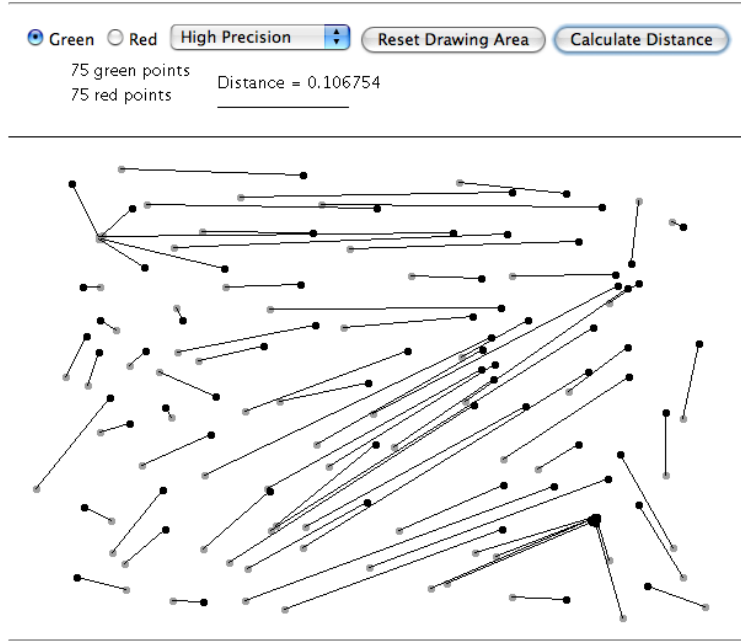 Green Red High Precision Reset Drawing Area Calculate Distance
75 green points
Distance = 0.106754
75 red points